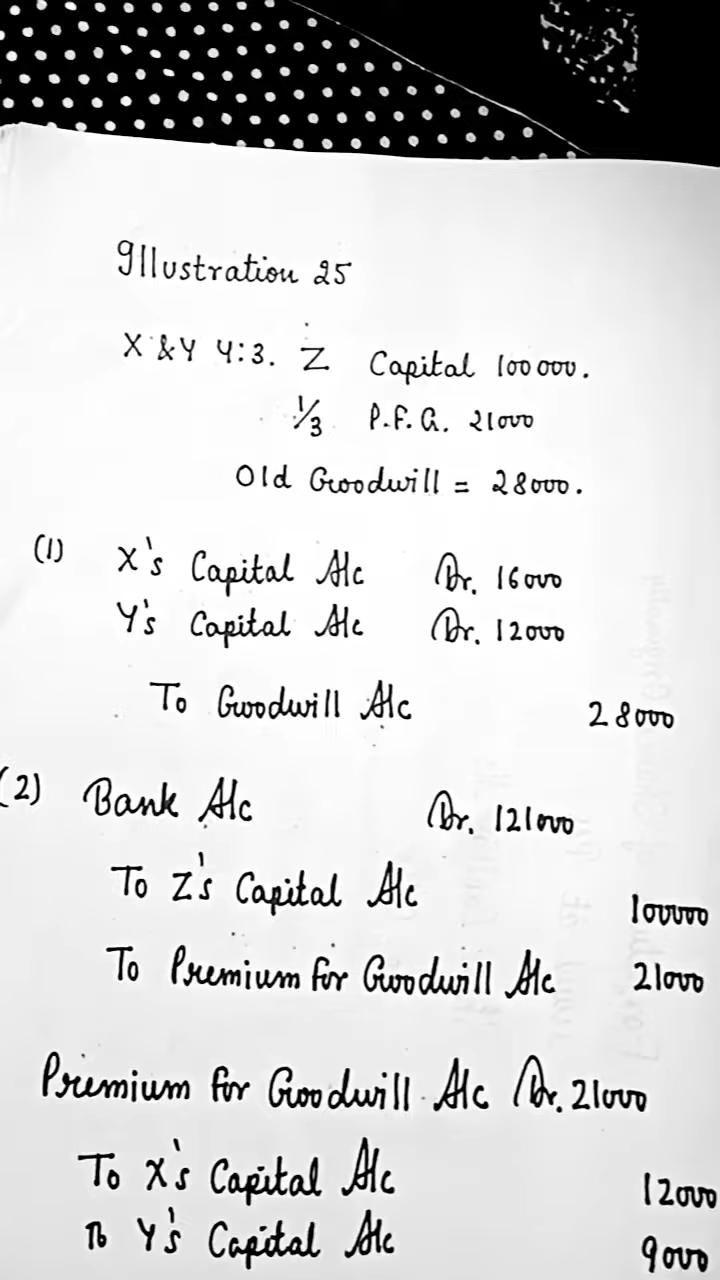 Illustration 25
X & Y 4:3. Z Capital 100000.
1/3 P.F.G. 21000
Old Goodwill = 28000.
(1) X's Capital A/c Dr. 16000
Y's Capital A/c Dr. 12000
To Goodwill A/c 28000
(2) Bank A/c Dr. 121000
To Z's Capital A/c 100000
To Premium for Goodwill A/c 21000
Premium for Goodwill A/c Dr. 21000
To X's Capital A/c 12000
To Y's Capital A/c 9000